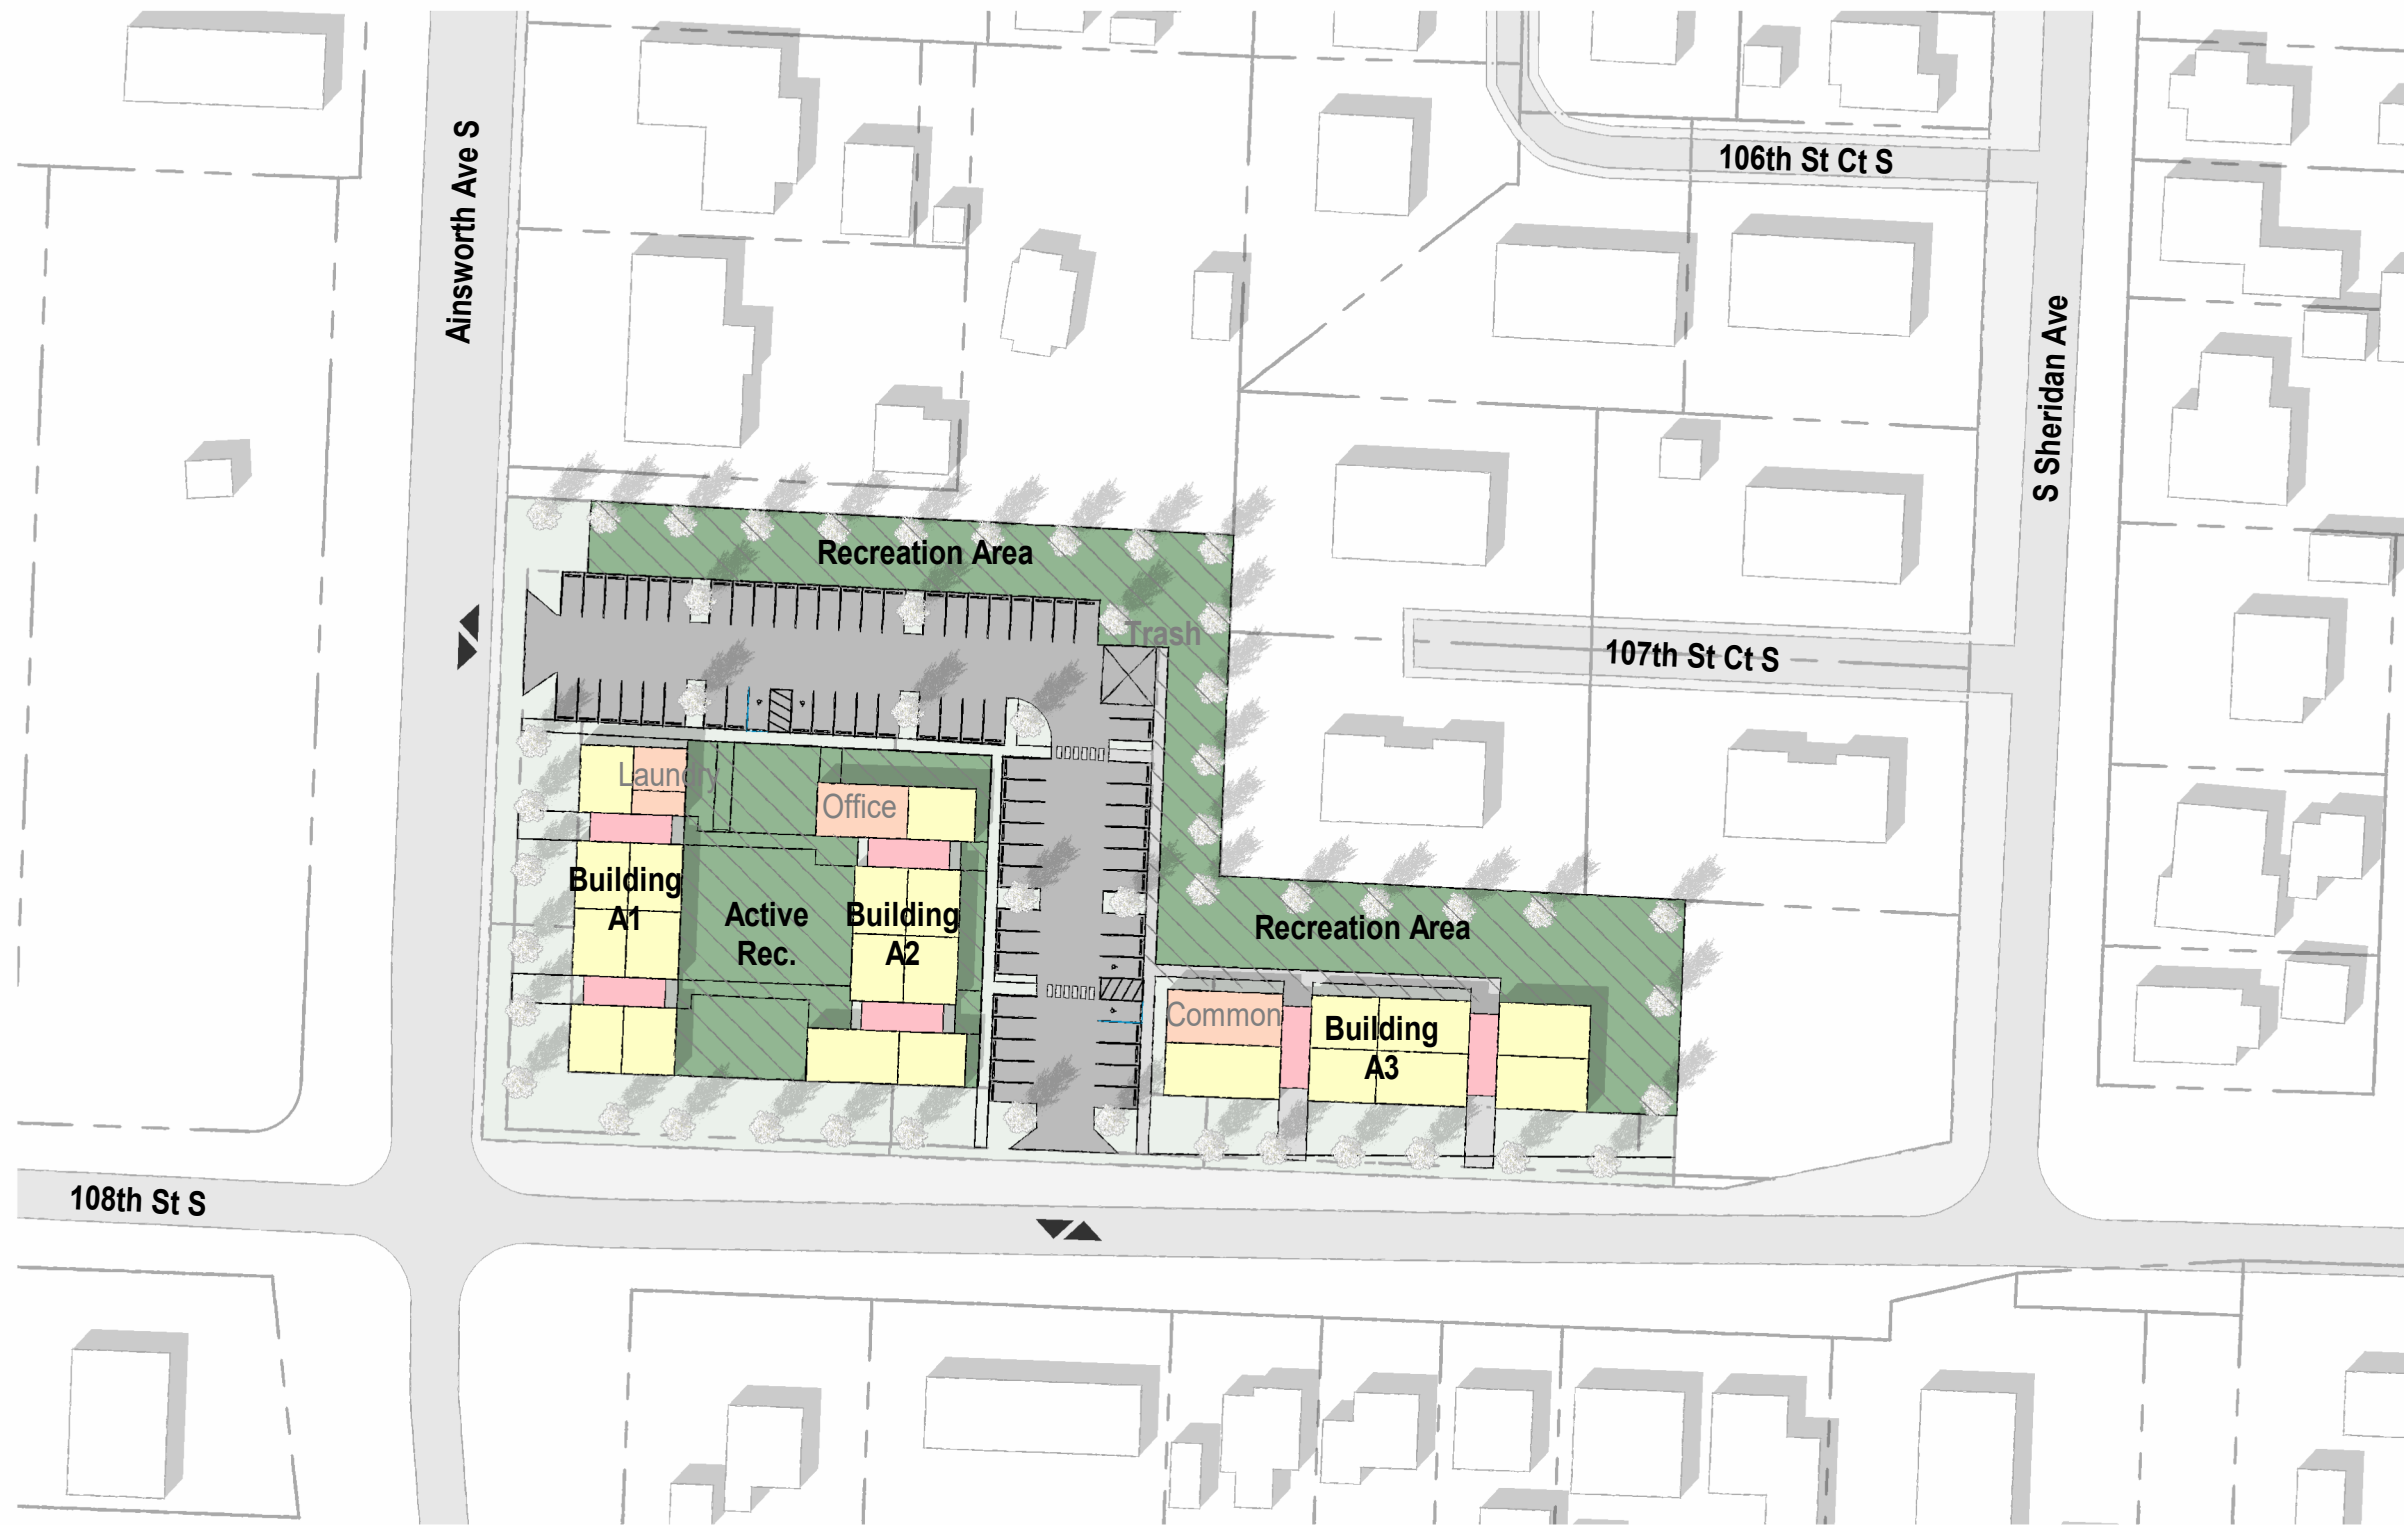 106th St Ct S
Ainsworth Ave S
S Sheridan Ave
Recreation Area
Trash
107th St Ct S
Laundry
Office
Building
A1
Active
Rec.
Building
A2
Recreation Area
Common
Building
A3
108th St S